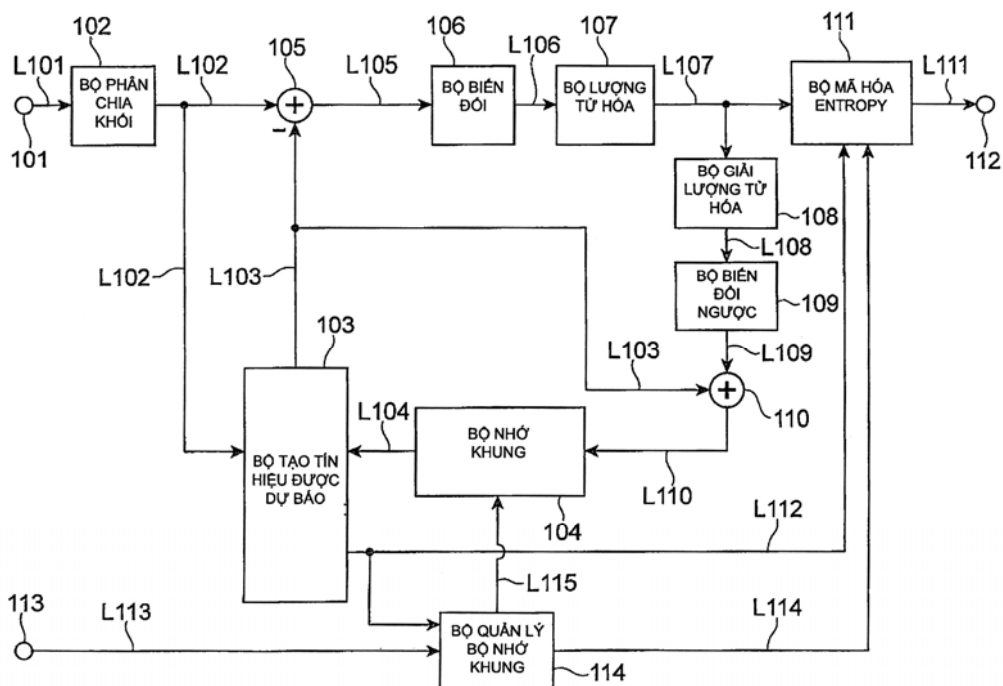 102
106
107
111
L101
L102
105
L105
L106
L107
L111
BỘ PHÂN
CHIA
KHỐI
BỘ BIẾN
ĐỔI
BỘ LƯỢNG
TỬ HÓA
BỘ MÃ HÓA
ENTROPY
101
112
BỘ GIẢI
LƯỢNG TỬ
HÓA
108
L108
L102
L103
BỘ BIẾN
ĐỔI
NGƯỢC
109
103
L103
L109
110
L104
BỘ NHỚ
KHUNG
BỘ TẠO TÍN
HIỆU ĐƯỢC
DỰ BÁO
L110
104
L112
L115
113
L113
BỘ QUẢN LÝ
BỘ NHỚ
KHUNG
L114
114